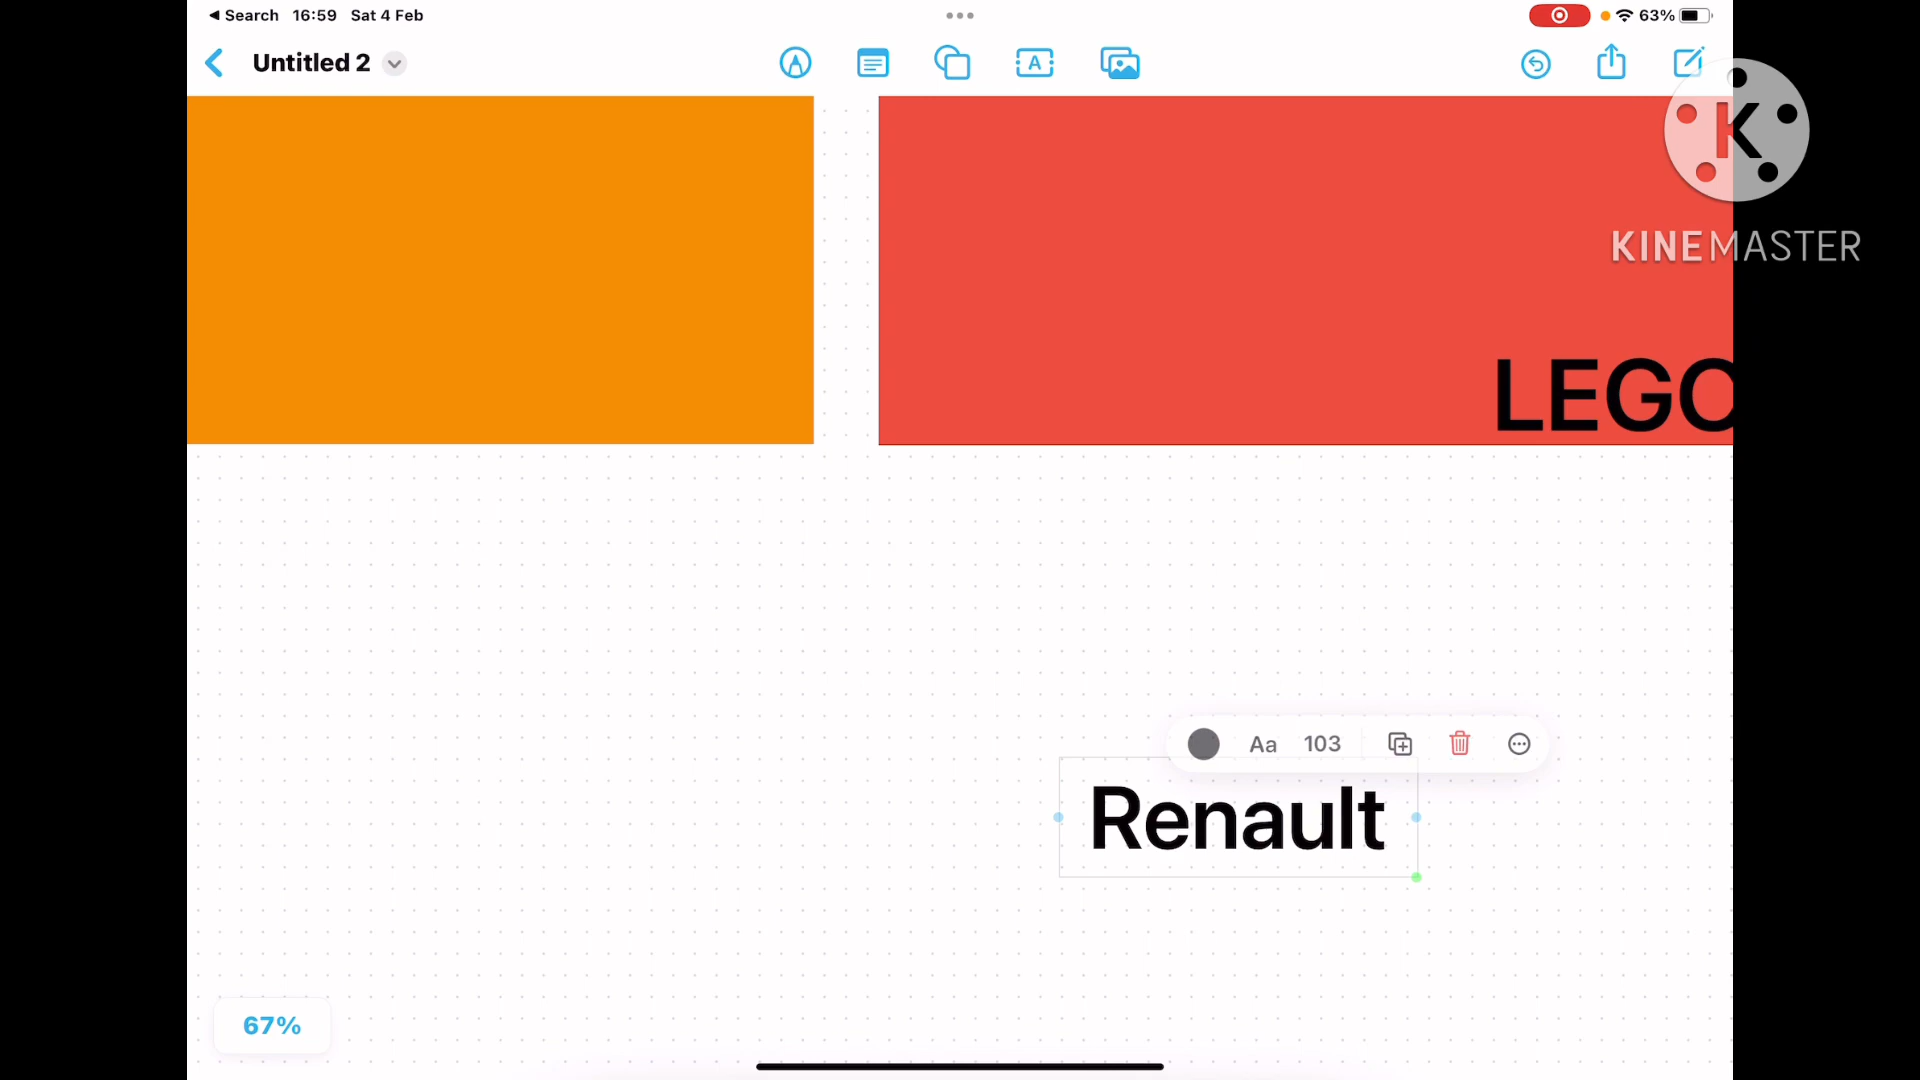 Search 16:59 Sat 4 Feb
63%
Untitled 2
A
K
KINEMASTER
LEGO
Aa 103
Renault
67%